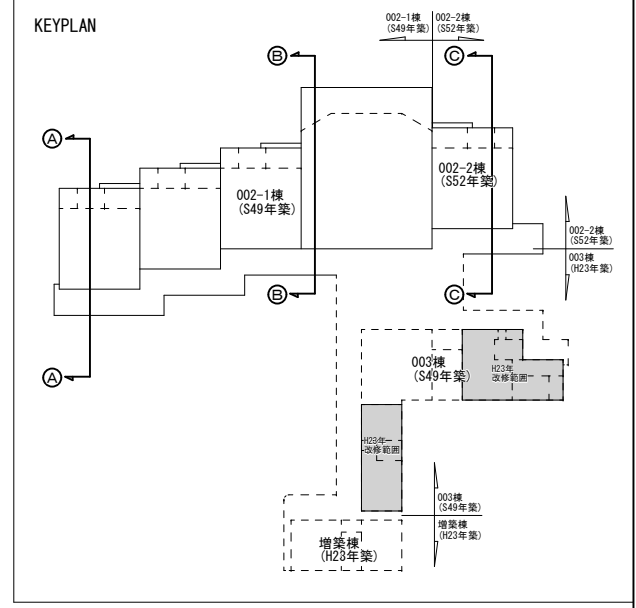 KEYPLAN
002-1棟 002-2棟
(S49年築) (S52年築)
B
C
A
002-1棟
(S49年築)
002-2棟
(S52年築)
002-2棟
(S52年築)
003棟
(H23年築)
B
C
A
003棟
(S49年築)
H23年
改修範囲
H23年
改修範囲
003棟
(S49年築)
増築棟
(H23年築)
増築棟
(H23年築)